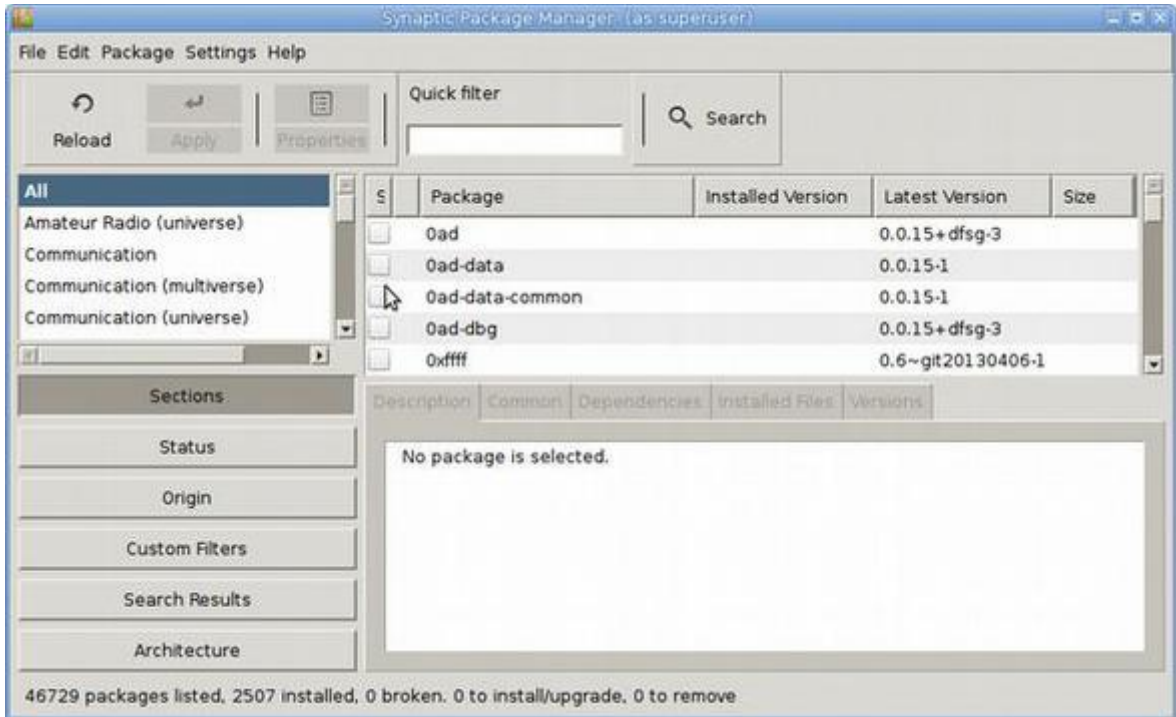 Synaptic Package Manager (as superuser)
File Edit Package Settings Help
Reload
Apply
Properties
Quick filter
Search
All
Amateur Radio (universe)
Communication
Communication (multiverse)
Communication (universe)
S Package Installed Version Latest Version Size
0ad 0.0.15+dfsg-3
0ad-data 0.0.15-1
0ad-data-common 0.0.15-1
0ad-dbg 0.0.15+dfsg-3
0xffff 0.6~git20130406-1
Sections
Status
Origin
Custom Filters
Search Results
Architecture
Description Common Dependencies Installed Files Versions
No package is selected.
46729 packages listed, 2507 installed, 0 broken. 0 to install/upgrade, 0 to remove